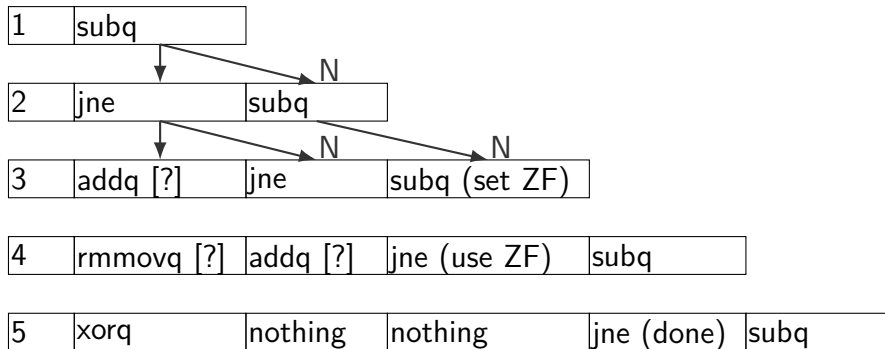 1 subq
N
2 jne subq
N N
3 addq [?] jne subq (set ZF)
4 rmmovq [?] addq [?] jne (use ZF) subq
5 xorq nothing nothing jne (done) subq